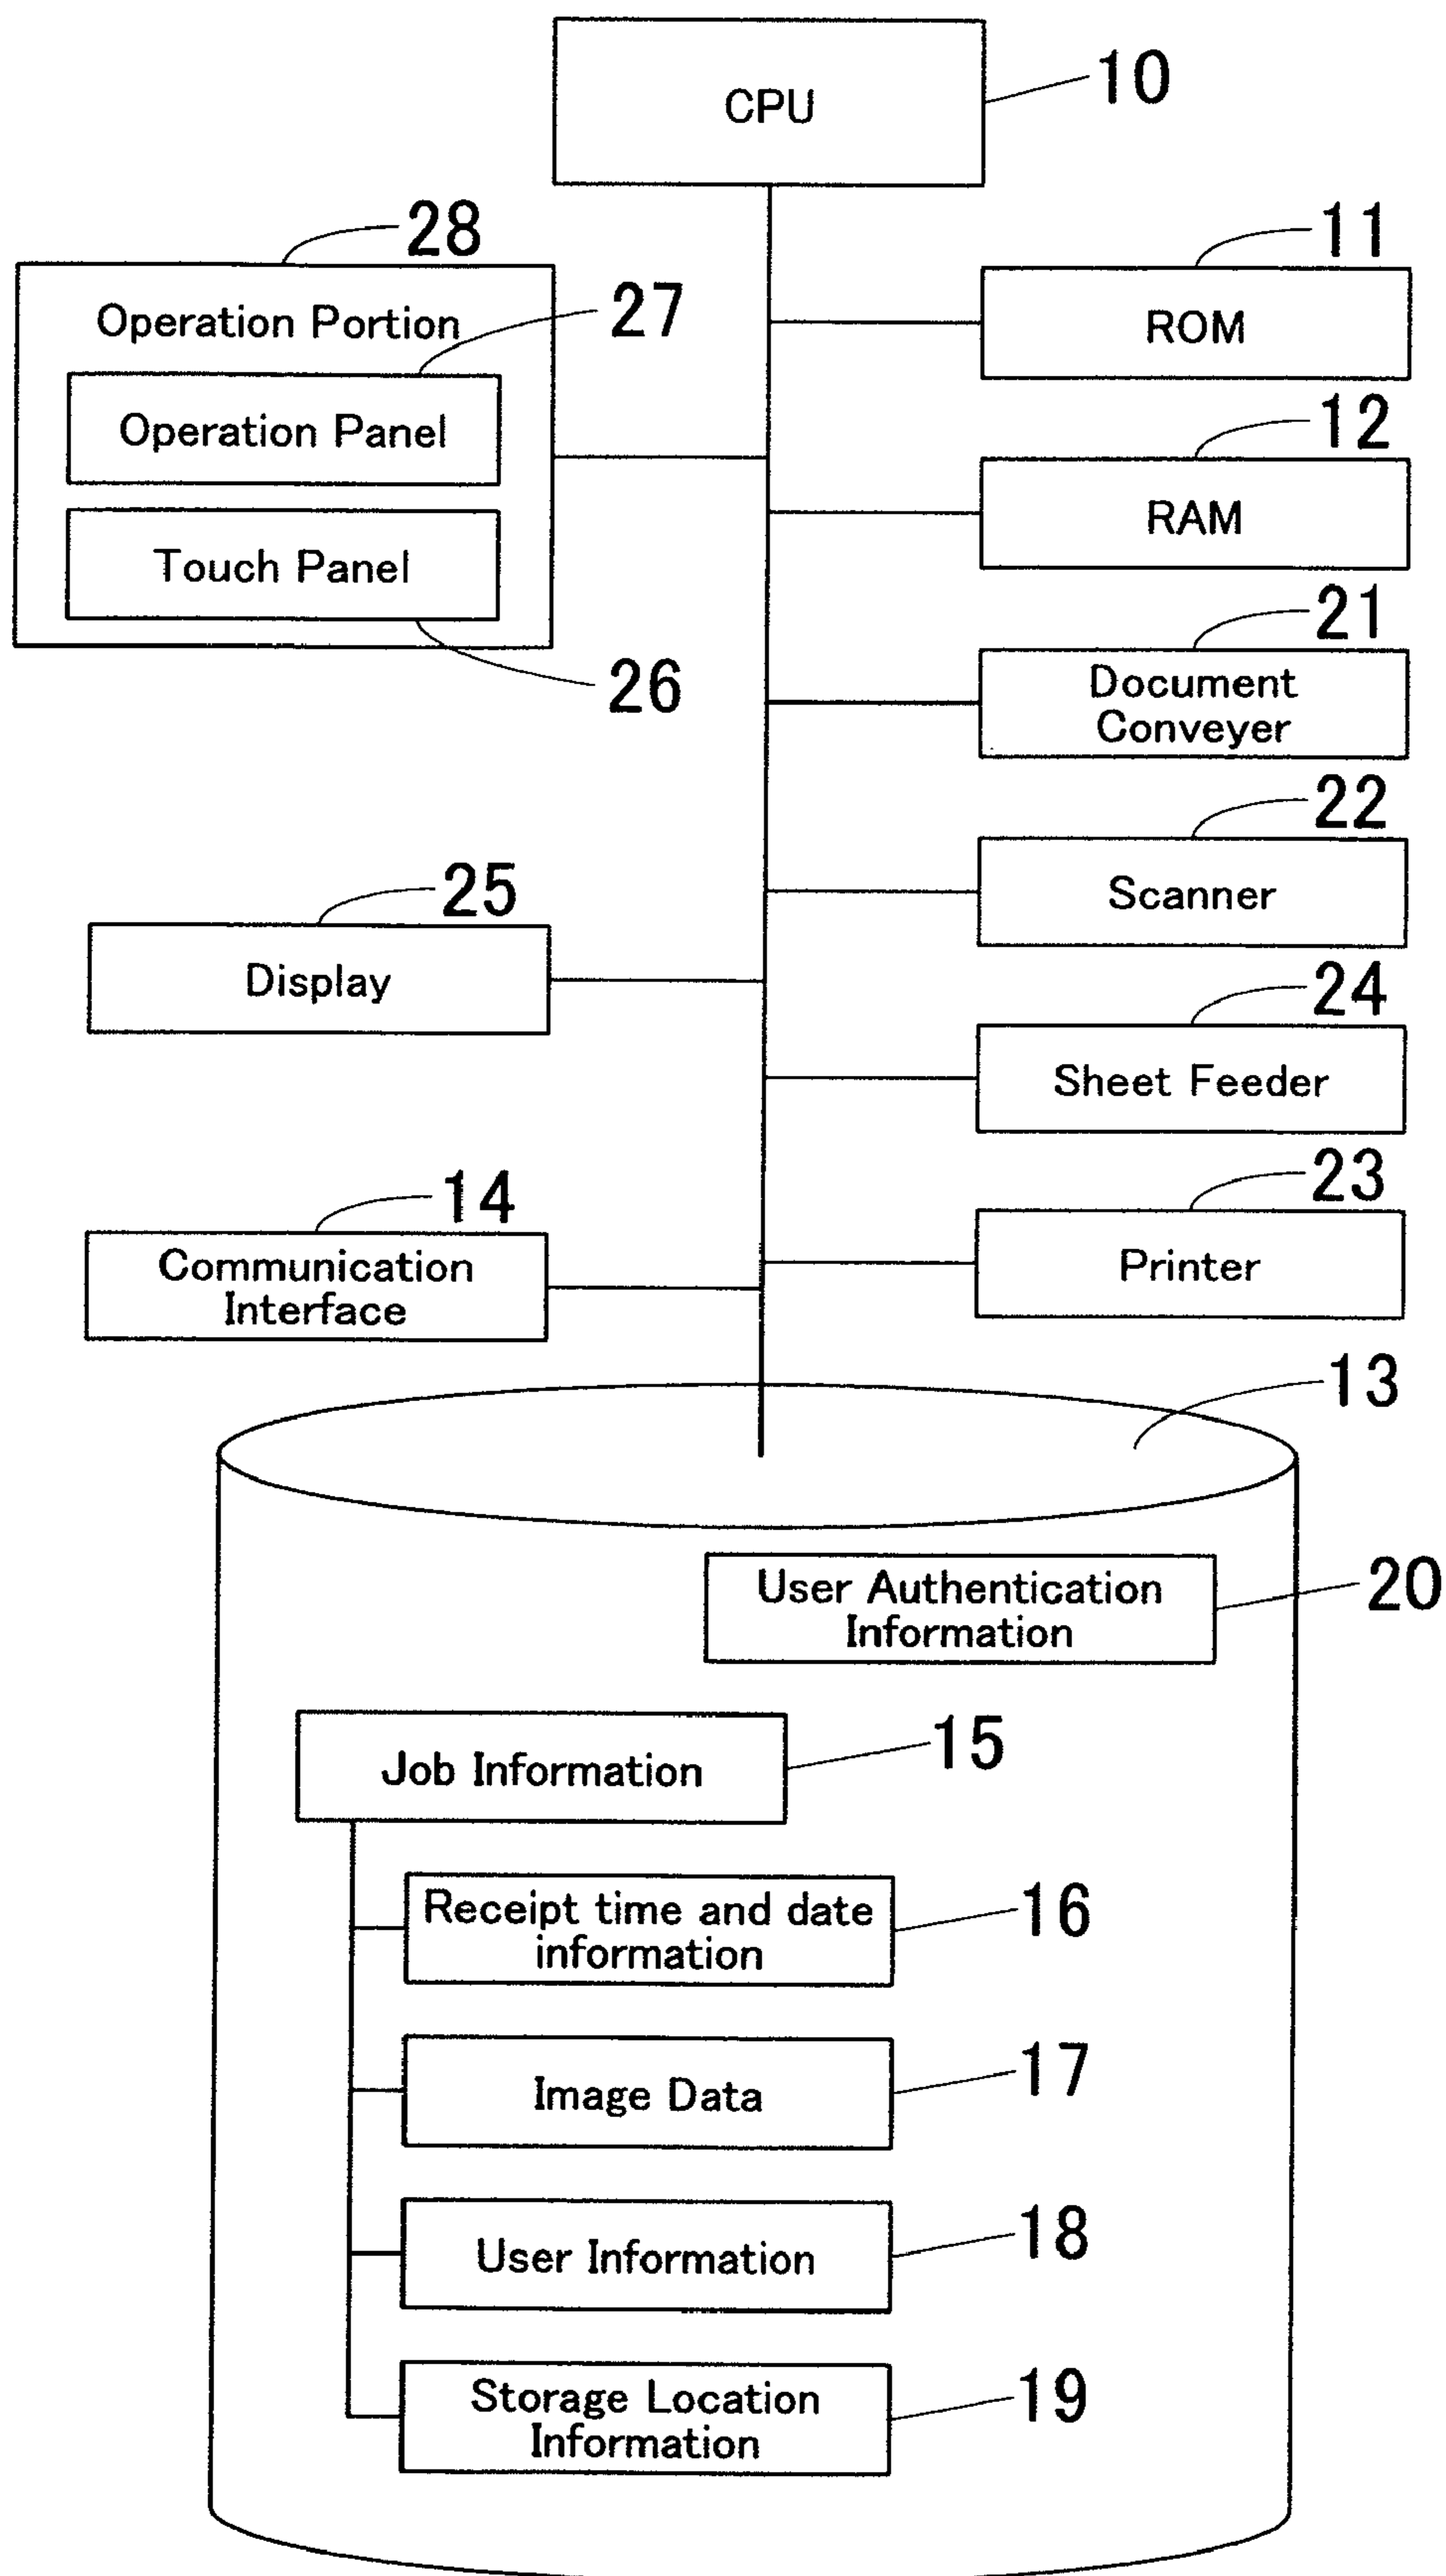 CPU
10
28
Operation Portion
27
Operation Panel
Touch Panel
26
11
ROM
12
RAM
21
Document
Conveyer
22
Scanner
25
Display
24
Sheet Feeder
14
Communication
Interface
23
Printer
13
User Authentication
Information
20
Job Information
15
Receipt time and date
information
16
Image Data
17
User Information
18
Storage Location
Information
19